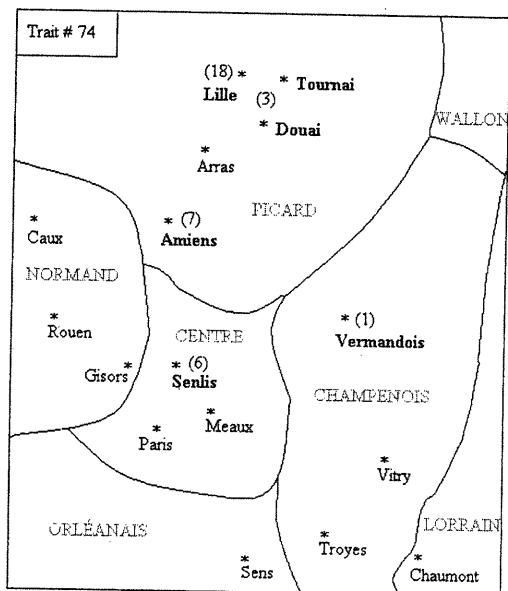 Trait # 74
(18) * * Tournai
Lille (3)
* Douai
WALLON
*
Arras
* (7) PICARD
Amiens
*
Caux
NORMAND
*
Rouen
* (1)
Vermandois
CENTRE
Gisors * * (6)
Senlis
CHAMPENOIS
*
Meaux
*
Paris
*
Vitry
ORLÉANAIS
LORRAIN
*
Troyes
*
Sens
*
Chaumont